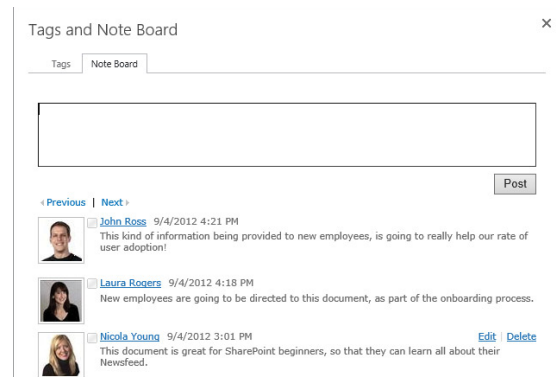 Tags and Note Board
Tags Note Board
Post
Previous | Next
John Ross 9/4/2012 4:21 PM
This kind of information being provided to new employees, is going to really help our rate of
user adoption!
Laura Rogers 9/4/2012 4:18 PM
New employees are going to be directed to this document, as part of the onboarding process.
Nicola Young 9/4/2012 3:01 PM Edit | Delete
This document is great for SharePoint beginners, so that they can learn all about their
Newsfeed.